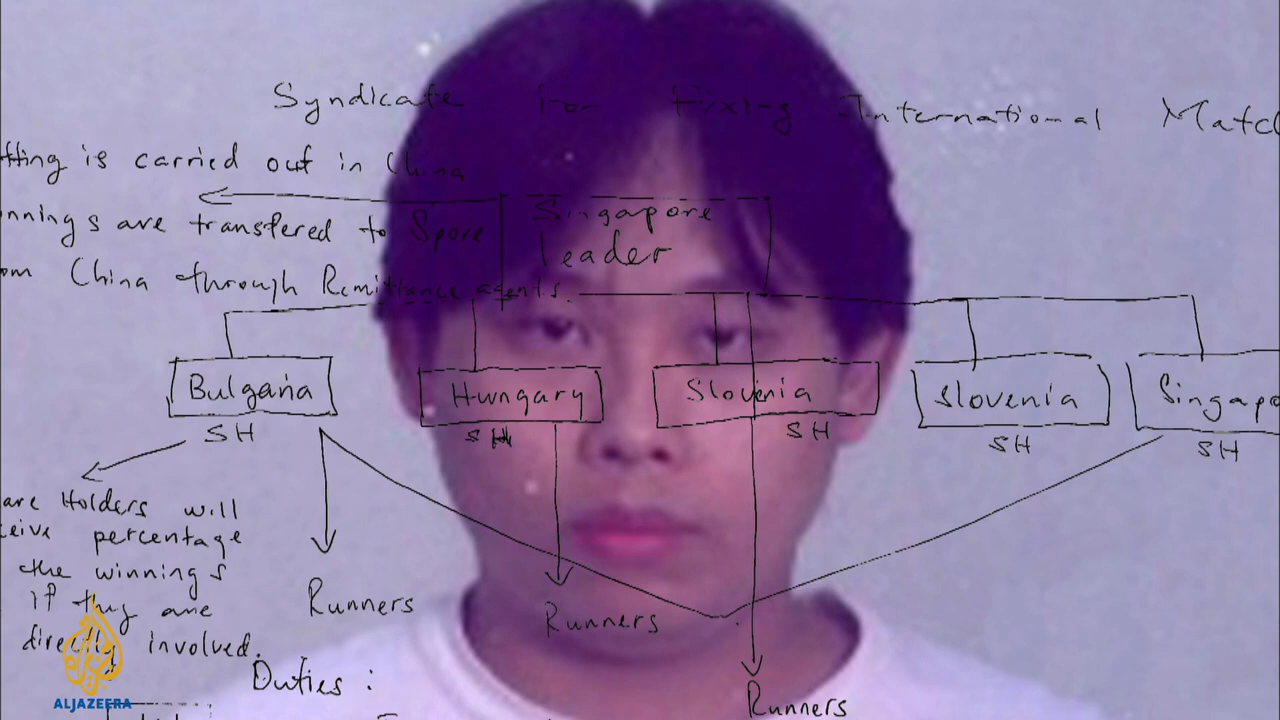 Syndicate For Fixing International Matc
tting is carried out in China
nnings are transfered to Spore
om China through Remittance agents.
Singapore
Leader
Bulgaria
Hungary
Slovenia
Slovenia
Singapo
SH
SH
SH
SH
SH
are Holders will
ceive percentage
the winnings
if they are
directly involved.
Runners
Runners
Runners
Duties :
ALJAZEERA